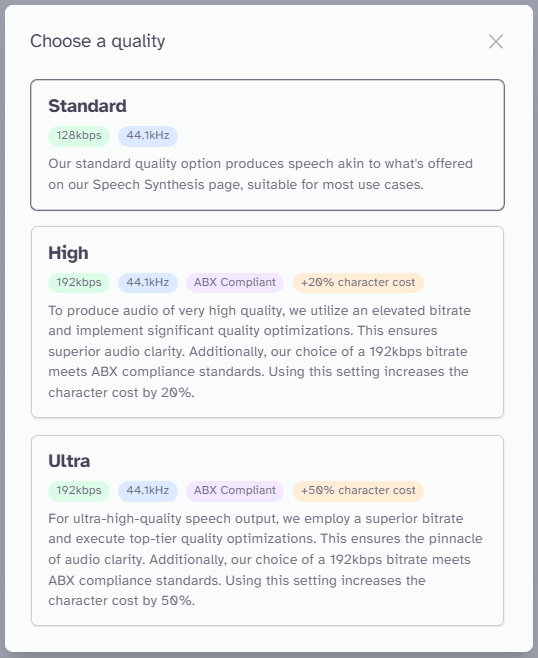 Choose a quality
Standard
128kbps 44.1kHz
Our standard quality option produces speech akin to what's offered
on our Speech Synthesis page, suitable for most use cases.
High
192kbps 44.1kHz ABX Compliant +20% character cost
To produce audio of very high quality, we utilize an elevated bitrate
and implement significant quality optimizations. This ensures
superior audio clarity. Additionally, our choice of a 192kbps bitrate
meets ABX compliance standards. Using this setting increases the
character cost by 20%.
Ultra
192kbps 44.1kHz ABX Compliant +50% character cost
For ultra-high-quality speech output, we employ a superior bitrate
and execute top-tier quality optimizations. This ensures the pinnacle
of audio clarity. Additionally, our choice of a 192kbps bitrate meets
ABX compliance standards. Using this setting increases the
character cost by 50%.